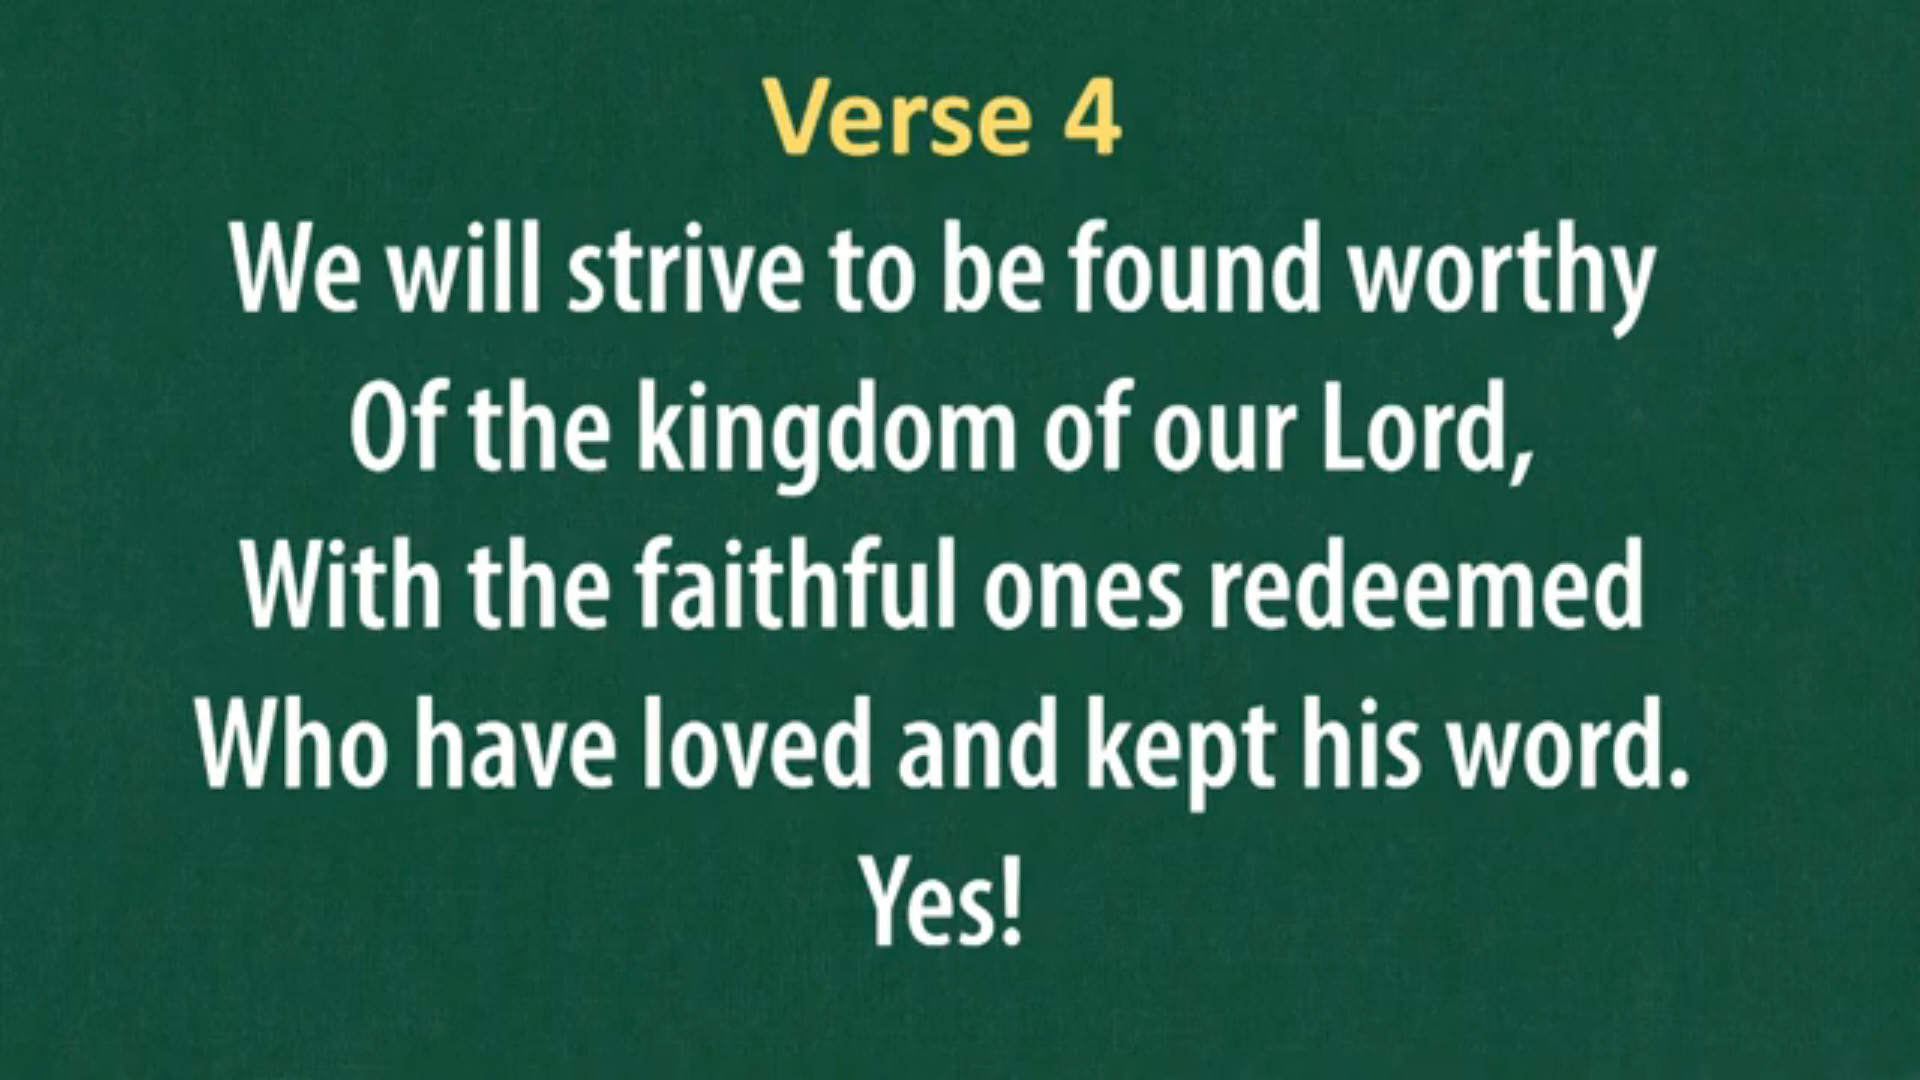 Verse 4
We will strive to be found worthy
Of the kingdom of our Lord,
With the faithful ones redeemed
Who have loved and kept his word.
Yes!